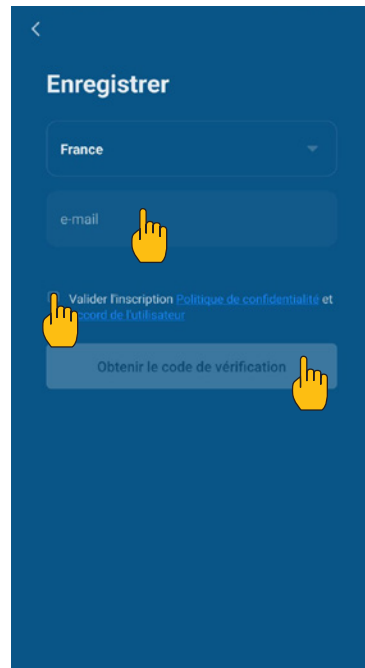 Enregistrer
France
e-mail
Valider l'inscription Politique de confidentialité et
de l'utilisateur
Obtenir le code de vérification